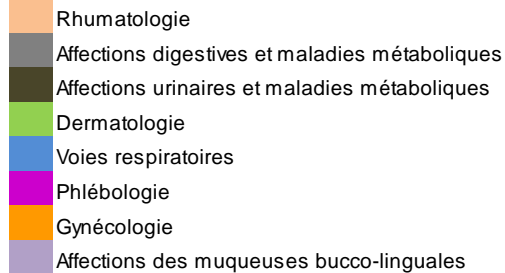 Rhumatologie
Affections digestives et maladies métaboliques
Affections urinaires et maladies métaboliques
Dermatologie
Voies respiratoires
Phlébologie
Gynécologie
Affections des muqueuses bucco-linguales